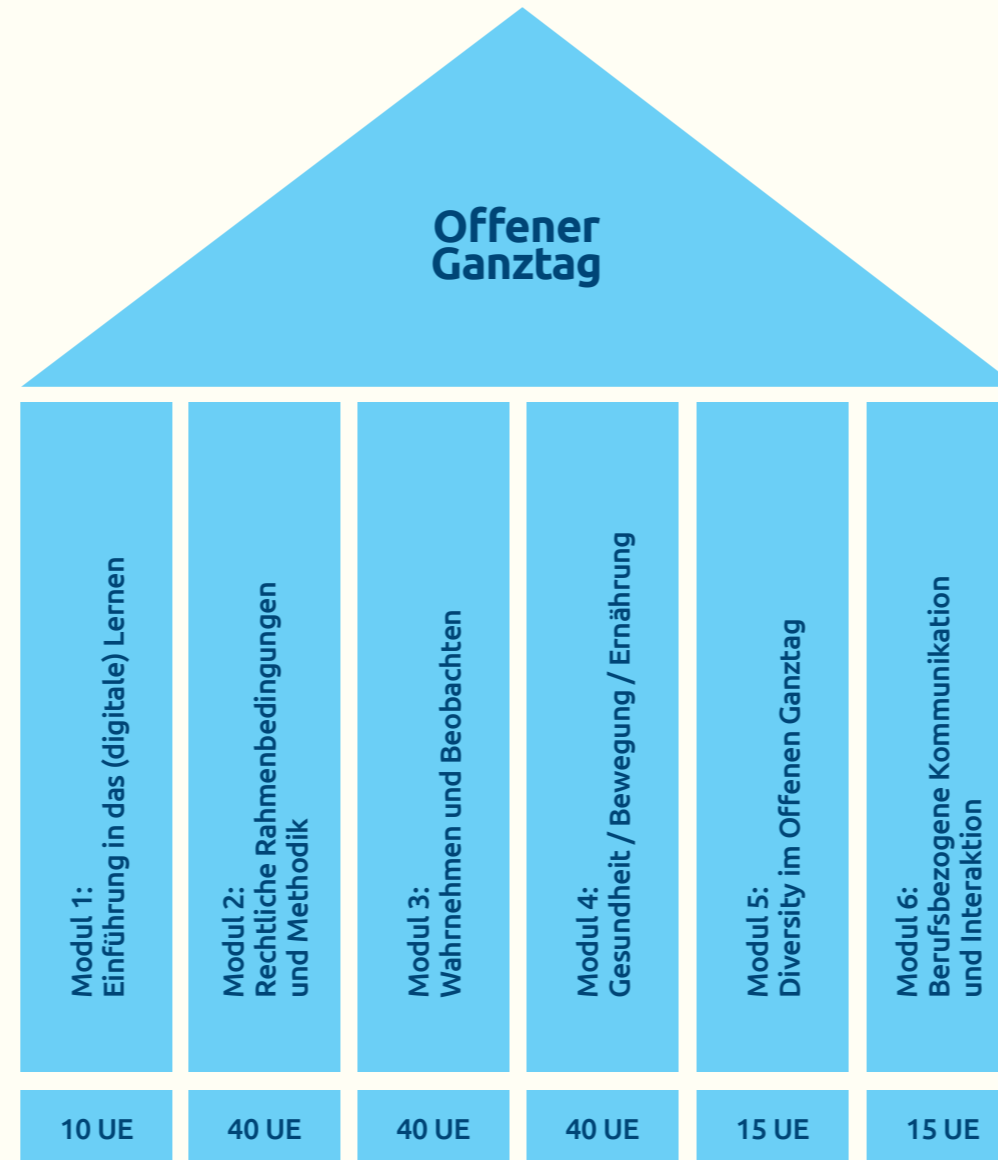 Offener
Ganztag
Modul 1:
Einführung in das (digitale) Lernen
Modul 2:
Rechtliche Rahmenbedingungen
und Methodik
Modul 3:
Wahrnehmen und Beobachten
Modul 4:
Gesundheit / Bewegung / Ernährung
Modul 5:
Diversity im Offenen Ganztag
Modul 6:
Berufsbezogene Kommunikation
und Interaktion
10 UE
40 UE
40 UE
40 UE
15 UE
15 UE